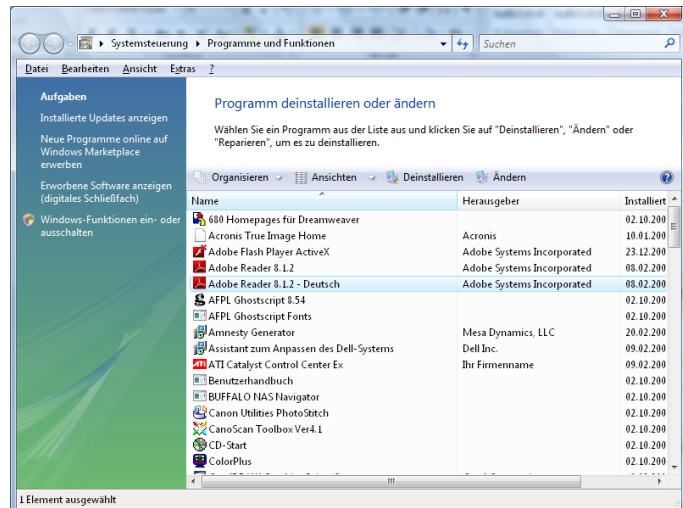 Systemsteuerung ▸ Programme und Funktionen
Suchen
Datei Bearbeiten Ansicht Extras ?
Aufgaben
Installierte Updates anzeigen
Neue Programme online auf
Windows Marketplace
erwerben
Erworbene Software anzeigen
(digitales Schließfach)
Windows-Funktionen ein- oder
ausschalten
Programm deinstallieren oder ändern
Wählen Sie ein Programm aus der Liste aus und klicken Sie auf "Deinstallieren", "Ändern" oder
"Reparieren", um es zu deinstallieren.
Organisieren Ansichten Deinstallieren Ändern
Name Herausgeber Installiert
680 Homepages für Dreamweaver 02.10.200
Acronis True Image Home Acronis 10.01.200
Adobe Flash Player ActiveX Adobe Systems Incorporated 23.12.200
Adobe Reader 8.1.2 Adobe Systems Incorporated 08.02.200
Adobe Reader 8.1.2 - Deutsch Adobe Systems Incorporated 08.02.200
AFPL Ghostscript 8.54 02.10.200
AFPL Ghostscript Fonts 02.10.200
Amnesty Generator Mesa Dynamics, LLC 20.02.200
Assistant zum Anpassen des Dell-Systems Dell Inc. 09.02.200
ATI Catalyst Control Center Ex Ihr Firmenname 09.02.200
Benutzerhandbuch 02.10.200
BUFFALO NAS Navigator 02.10.200
Canon Utilities PhotoStitch 02.10.200
CanoScan Toolbox Ver4.1 02.10.200
CD-Start 02.10.200
ColorPlus 02.10.200
1 Element ausgewählt